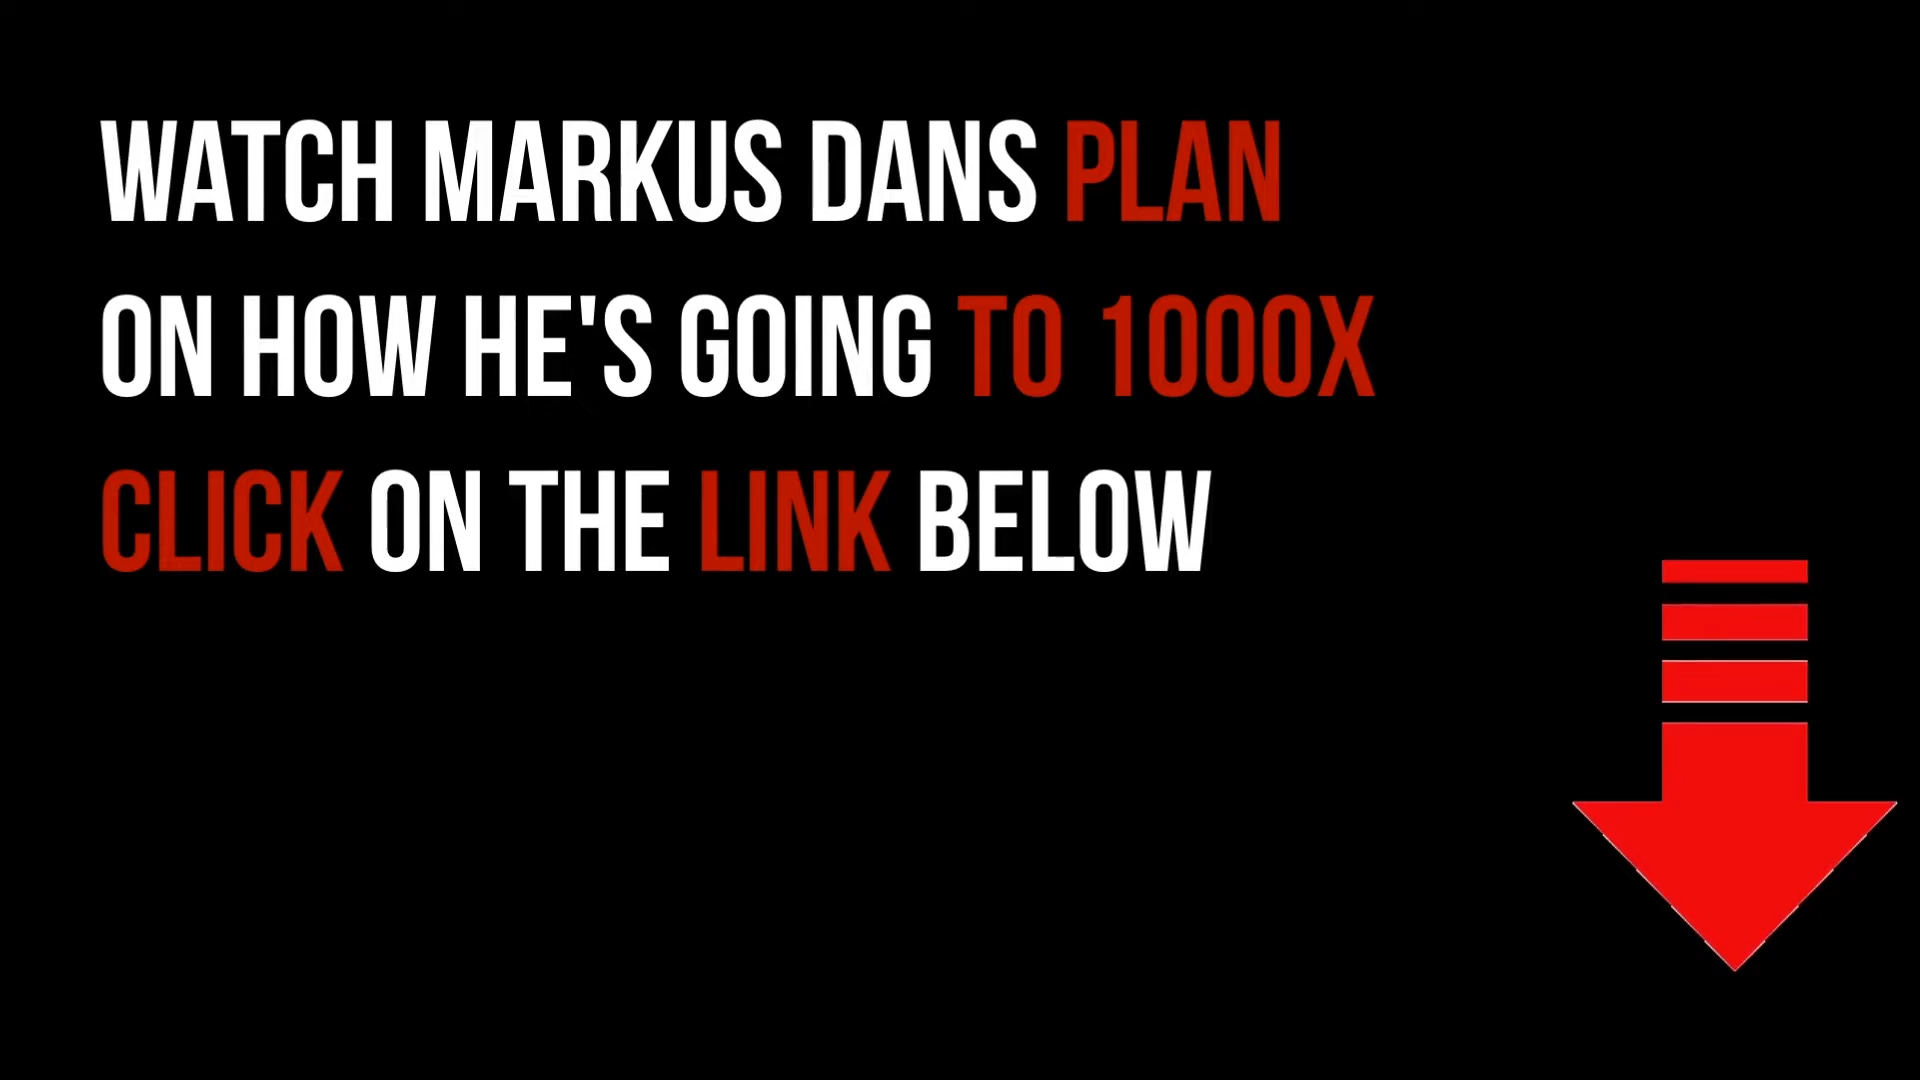 WATCH MARKUS DANS PLAN
ON HOW HE'S GOING TO 1000X
CLICK ON THE LINK BELOW